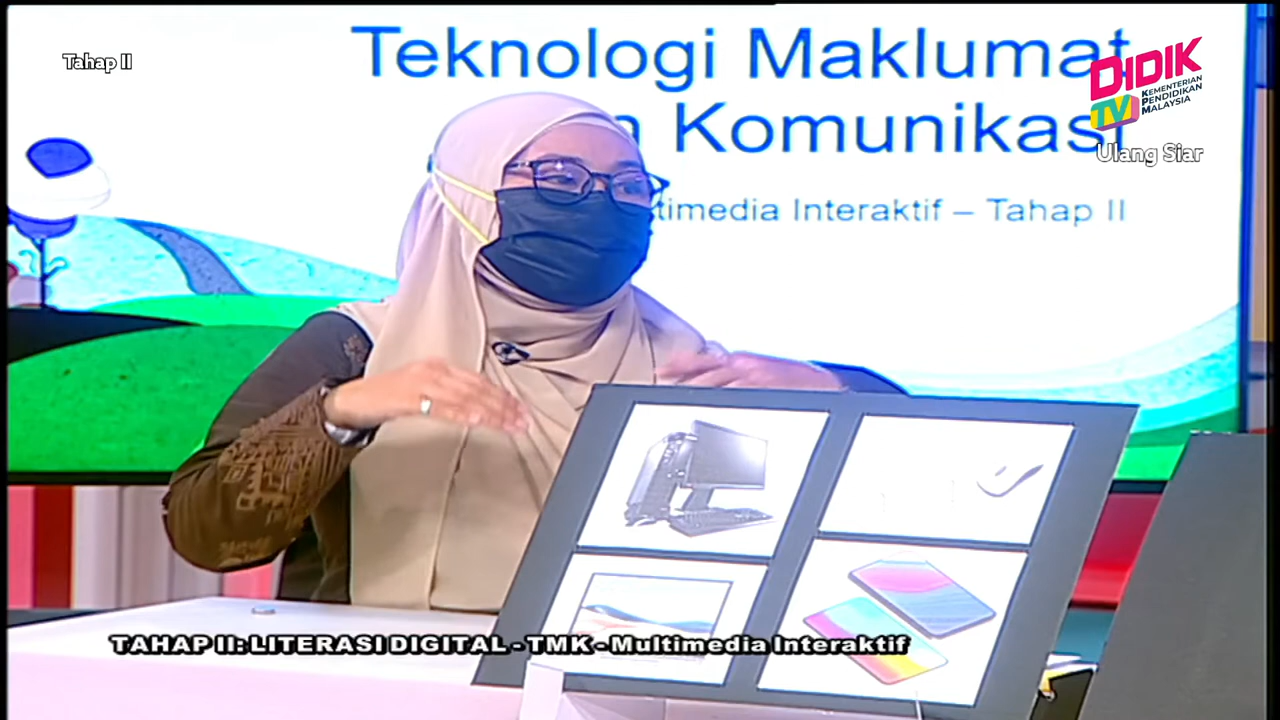 Tahap II
Teknologi Maklumat
Komunikasi
timedia Interaktif – Tahap II
DIDIK
TV
KEMENTERIAN
PENDIDIKAN
MALAYSIA
Ulang Siar
TAHAP II: LITERASI DIGITAL - TMK - Multimedia Interaktif